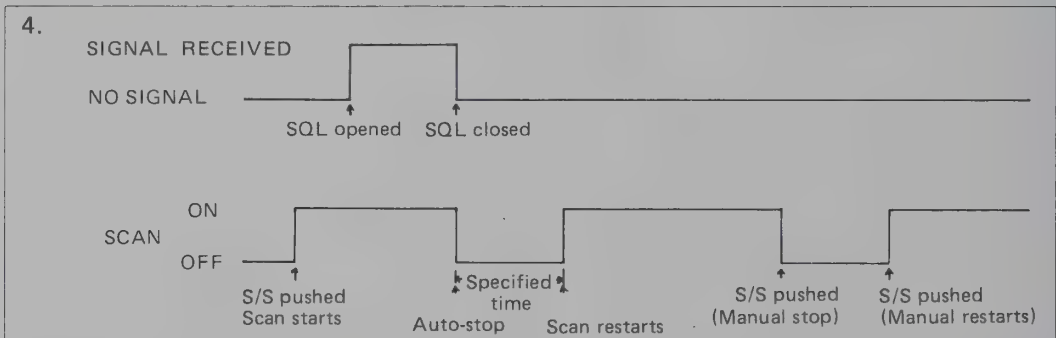 4.
SIGNAL RECEIVED
NO SIGNAL
SQL opened
SQL closed
ON
SCAN
OFF
S/S pushed
Scan starts
Specified
time
Auto-stop
Scan restarts
S/S pushed
(Manual stop)
S/S pushed
(Manual restarts)